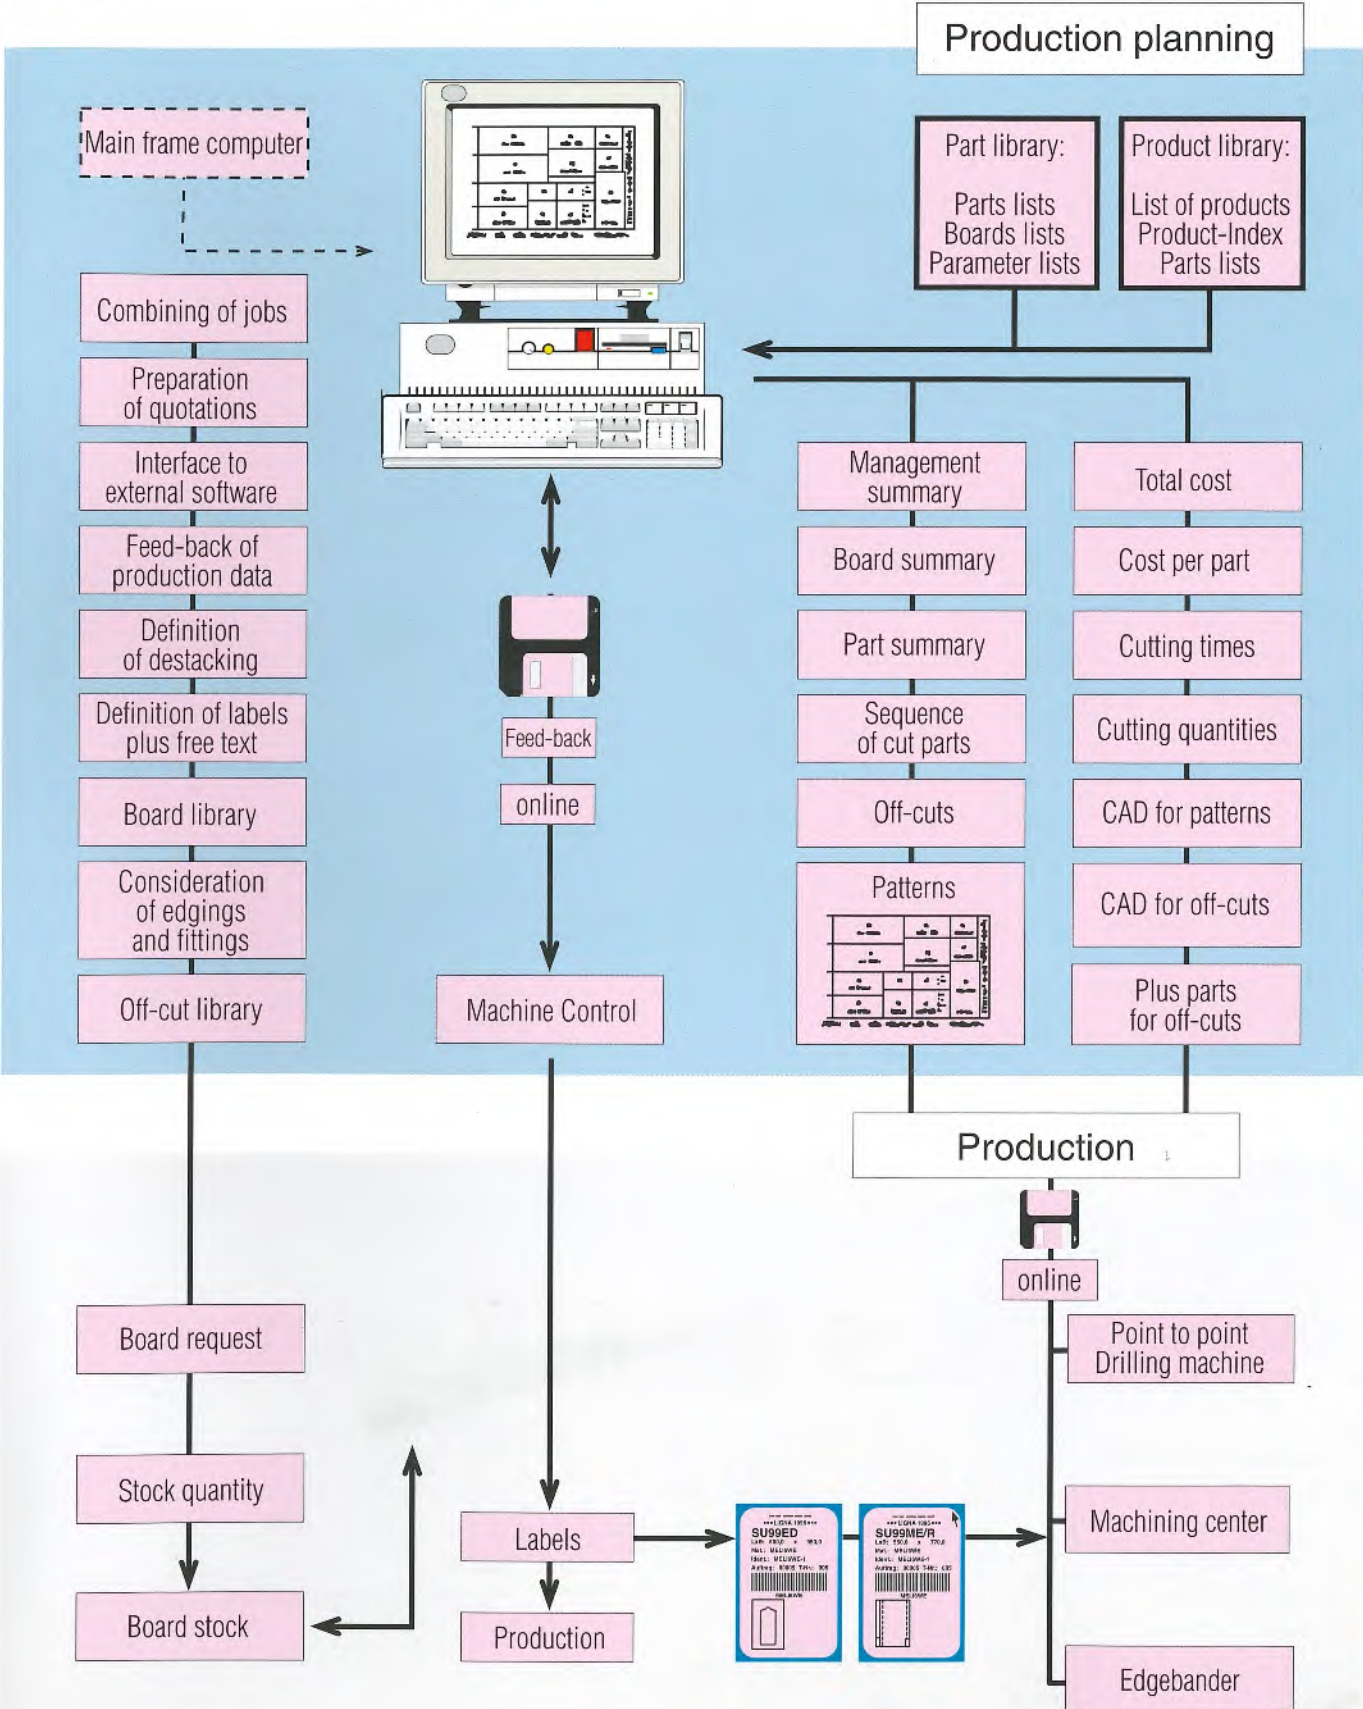 Production planning
Main frame computer
Part library:
Parts lists
Boards lists
Parameter lists
Product library:
List of products
Product-Index
Parts lists
Combining of jobs
Preparation
of quotations
Interface to
external software
Feed-back of
production data
Definition
of destacking
Definition of labels
plus free text
Board library
Consideration
of edgings
and fittings
Off-cut library
Feed-back
online
Machine Control
Management
summary
Board summary
Part summary
Sequence
of cut parts
Off-cuts
Patterns
Total cost
Cost per part
Cutting times
Cutting quantities
CAD for patterns
CAD for off-cuts
Plus parts
for off-cuts
Production
online
Point to point
Drilling machine
Machining center
Edgebander
Board request
Stock quantity
Board stock
Labels
Production
SU99ED
SU99ME/R